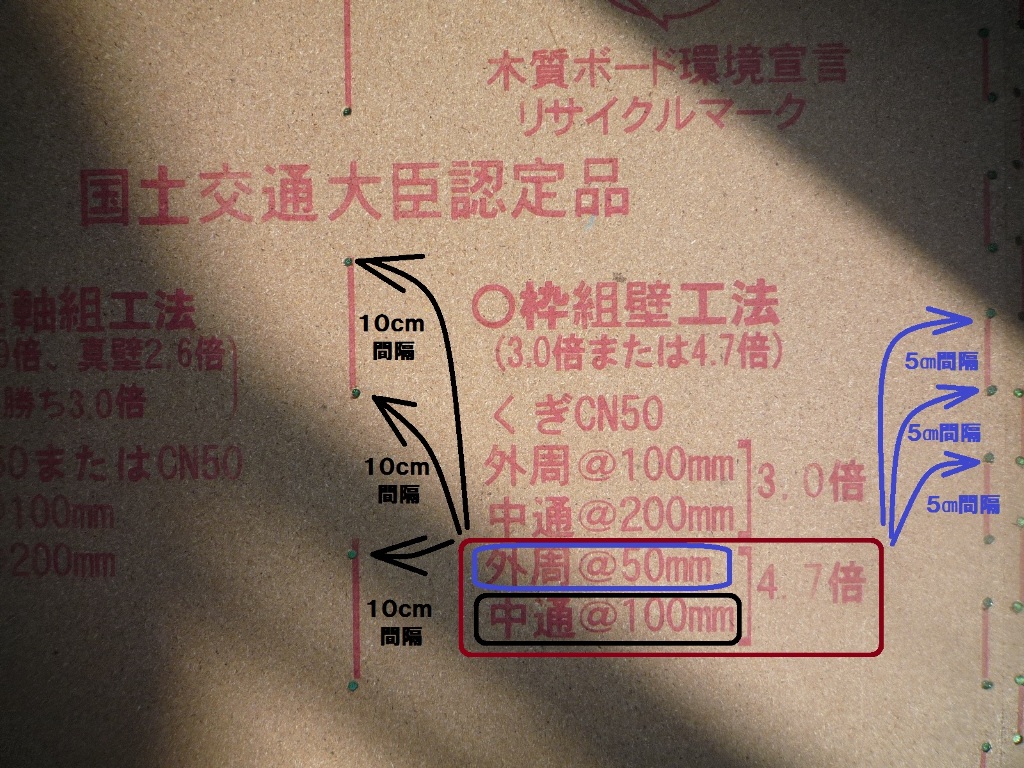 木質ボード環境宣言
リサイクルマーク
国土交通大臣認定品
軸組工法
倍、真壁2.6倍)
勝ち3.0倍
50またはCN50
@100mm
200mm
10cm
間隔
10cm
間隔
10cm
間隔
○枠組壁工法
(3.0倍または4.7倍)
くぎCN50
外周@100mm
中通@200mm
3.0倍
外周@50mm
中通@100mm
4.7倍
5㎝間隔
5㎝間隔
5㎝間隔